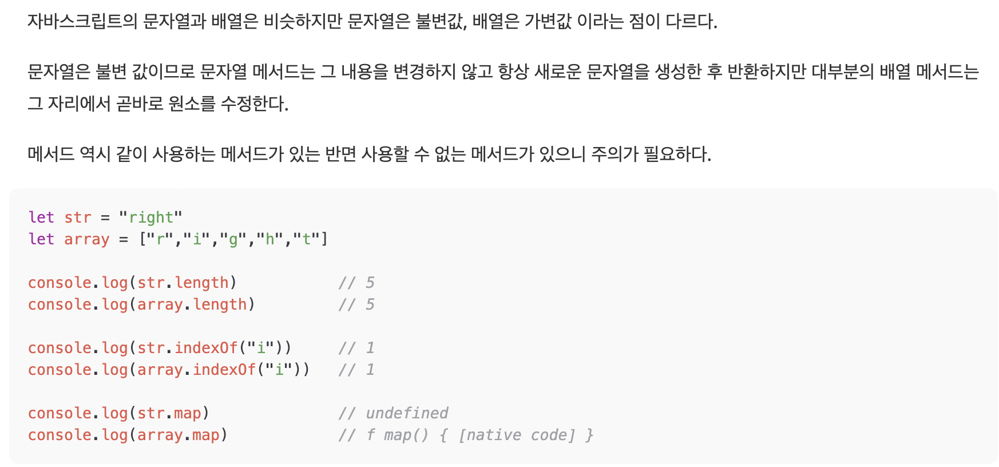 자바스크립트의 문자열과 배열은 비슷하지만 문자열은 불변값, 배열은 가변값 이라는 점이 다르다.
문자열은 불변 값이므로 문자열 메서드는 그 내용을 변경하지 않고 항상 새로운 문자열을 생성한 후 반환하지만 대부분의 배열 메서드는
그 자리에서 곧바로 원소를 수정한다.
메서드 역시 같이 사용하는 메서드가 있는 반면 사용할 수 없는 메서드가 있으니 주의가 필요하다.
let str = "right"
let array = ["r","i","g","h","t"]
console.log(str.length)           // 5
console.log(array.length)         // 5
console.log(str.indexOf("i"))     // 1
console.log(array.indexOf("i"))   // 1
console.log(str.map)              // undefined
console.log(array.map)            // f map() { [native code] }